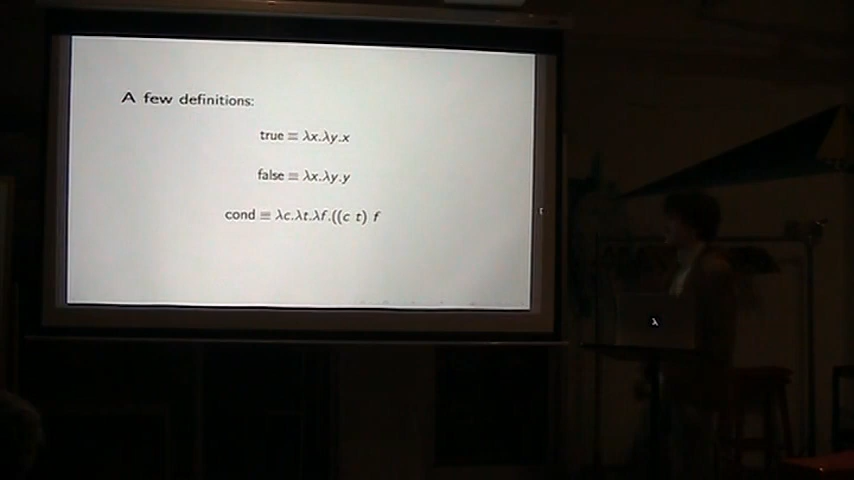 A few definitions:
true ≡ λx.λy.x
false ≡ λx.λy.y
cond ≡ λc.λt.λf.((c t) f
λ